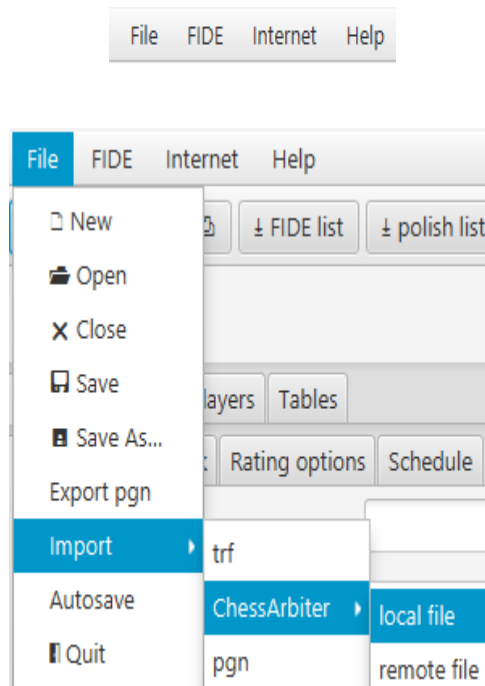 File FIDE Internet Help
File FIDE Internet Help
New ↓ FIDE list ↓ polish list
Open
Close
Save layers Tables
Save As... Rating options Schedule
Export pgn
Import trf
Autosave ChessArbiter local file
Quit pgn remote file